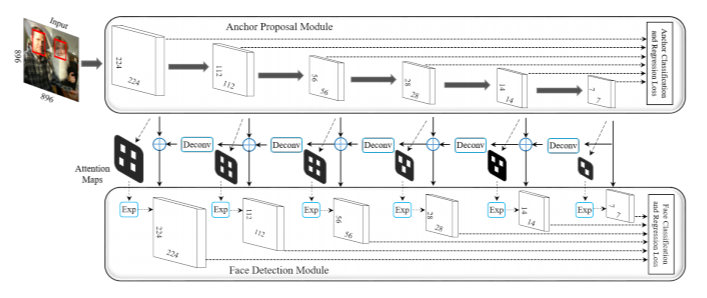 Input
896
896
Anchor Proposal Module
224
224
112
112
56
56
28
28
14
14
7
7
Anchor Classification
and Regression Loss
Attention
Maps
Deconv
Deconv
Deconv
Deconv
Deconv
Exp
Exp
Exp
Exp
Exp
Exp
224
224
112
112
56
56
28
28
14
14
7
7
Face Classification
and Regression Loss
Face Detection Module